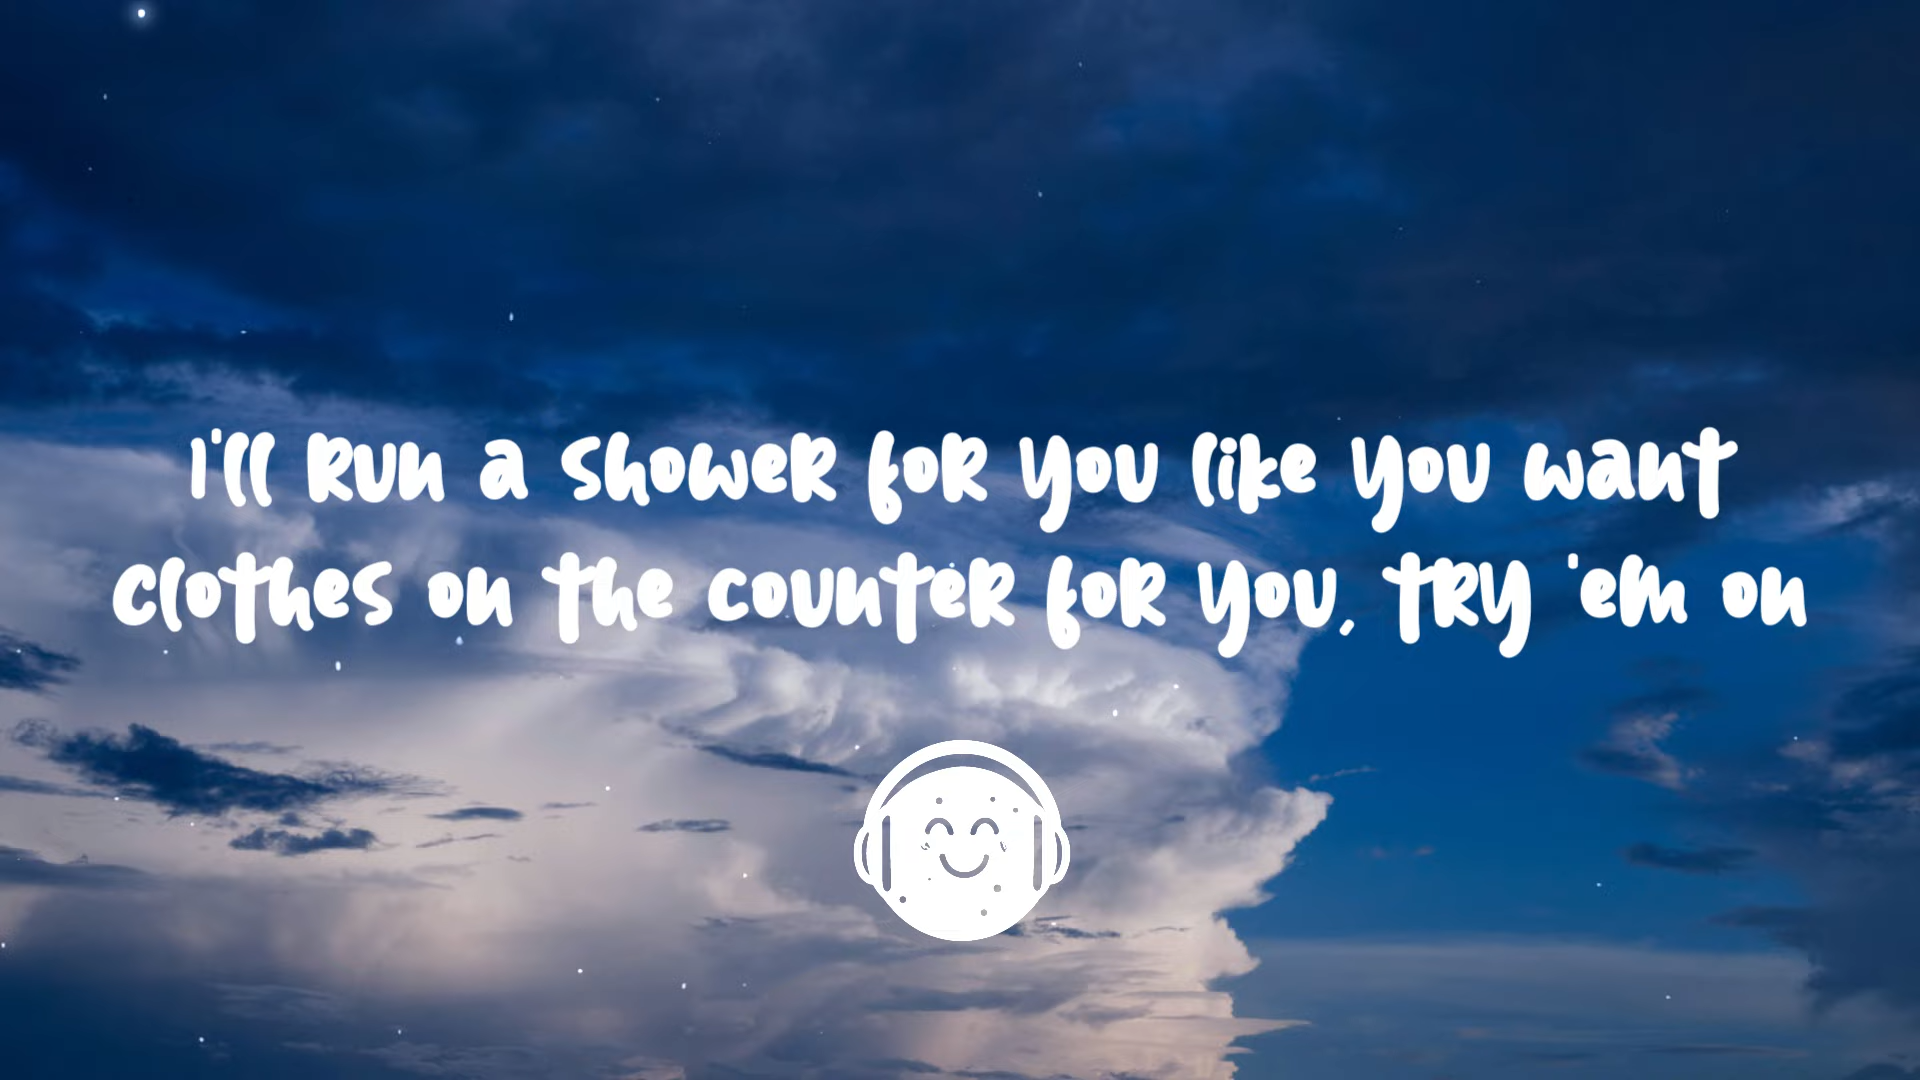 I'll run a shower for you like you want
clothes on the counter for you, try 'em on